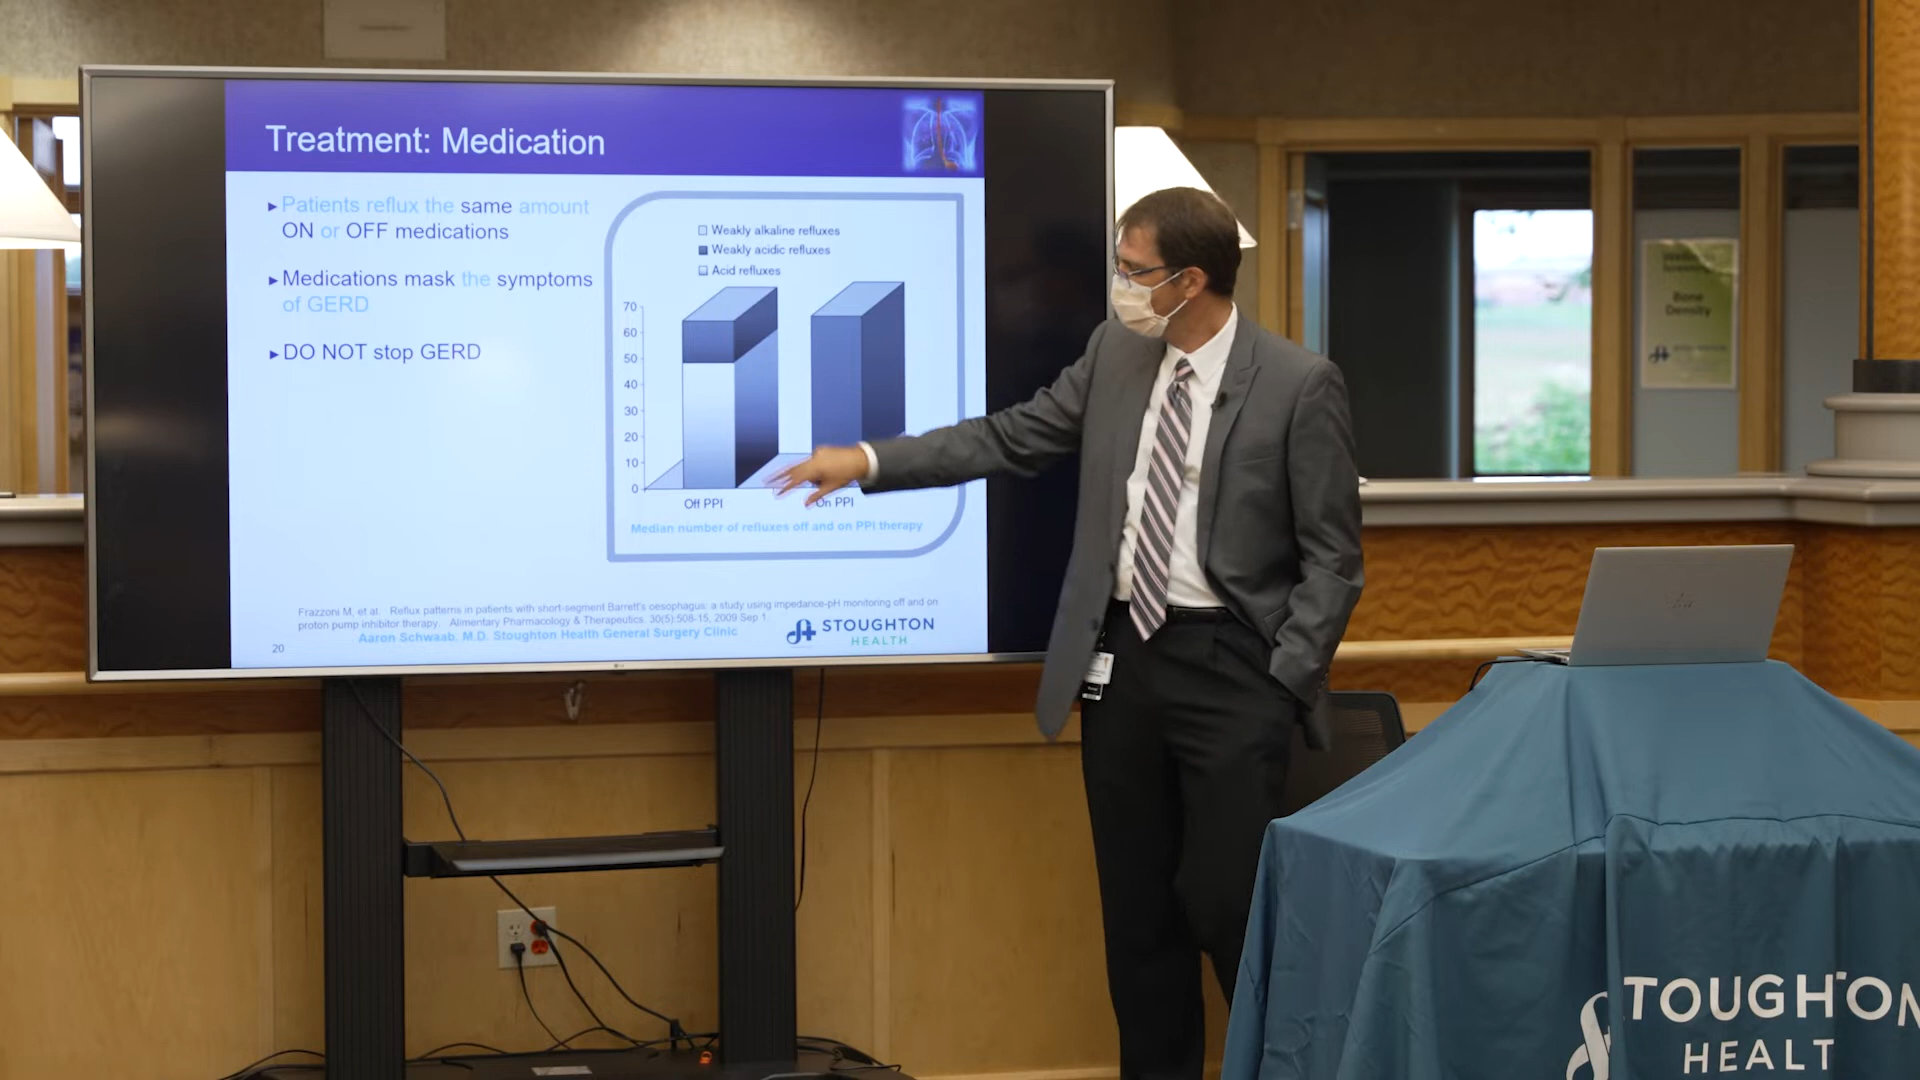 Treatment: Medication
▸ Patients reflux the same amount
ON or OFF medications
▸ Medications mask the symptoms
of GERD
▸ DO NOT stop GERD
Weakly alkaline refluxes
Weakly acidic refluxes
Acid refluxes
70
60
50
40
30
20
10
0
Off PPI
On PPI
Median number of refluxes off and on PPI therapy
Frazzoni M, et al. Reflux patterns in patients with short-segment Barrett's oesophagus: a study using impedance-pH monitoring off and on
proton pump inhibitor therapy. Alimentary Pharmacology & Therapeutics. 30(5):508-15, 2009 Sep 1.
Aaron Schwaab. M.D. Stoughton Health General Surgery Clinic
STOUGHTON
HEALTH
20
LG
Bone
Density
TOUGHTON
HEALT